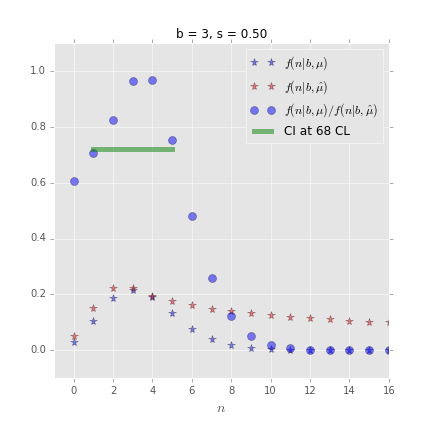 b = 3, s = 0.50
1.0
0.8
0.6
0.4
0.2
0.0
f(n|b, μ)
f(n|b, μ̂)
f(n|b, μ)/f(n|b, μ̂)
CI at 68 CL
0 2 4 6 8 10 12 14 16
n